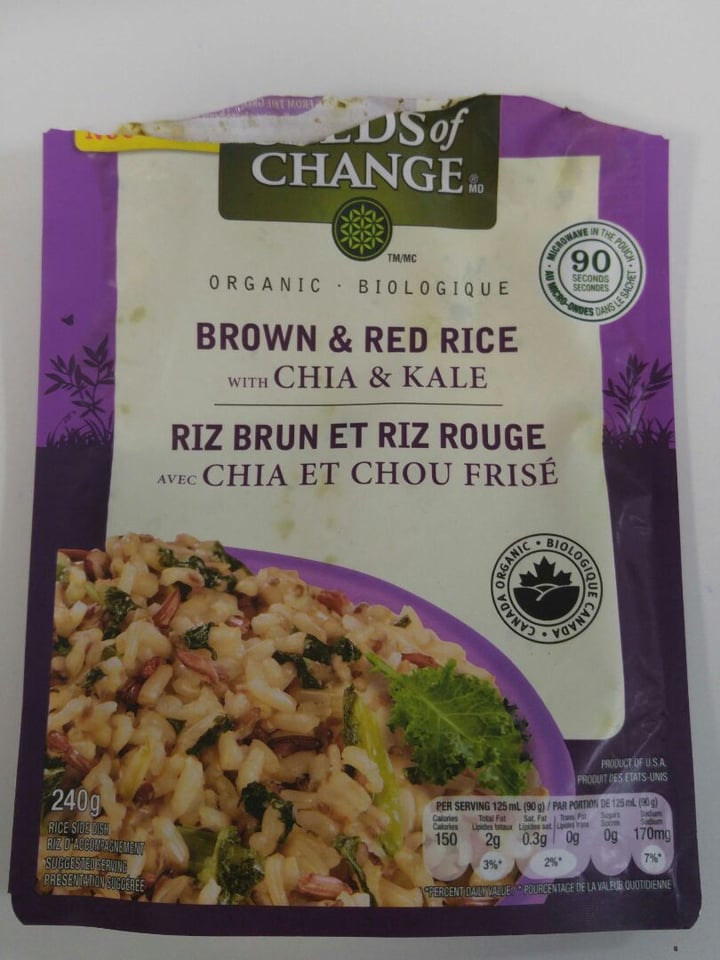 of
CHANGE ® MD
TM/MC
ORGANIC · BIOLOGIQUE
MICROWAVE IN THE POUCH
90
SECONDS
SECONDES
AU MICRO-ONDES DANS LE SACHET
BROWN & RED RICE
WITH CHIA & KALE
RIZ BRUN ET RIZ ROUGE
AVEC CHIA ET CHOU FRISÉ
CANADA ORGANIC • BIOLOGIQUE CANADA •
PRODUCT OF U.S.A.
PRODUIT DES ÉTATS-UNIS
240g
RICE SIDE DISH
RIZ D'ACCOMPAGNEMENT
SUGGESTED SERVING
PRÉSENTATION SUGGÉRÉE
PER SERVING 125 mL (90 g) / PAR PORTION DE 125 mL (90 g)
Calories Total Fat Sat. Fat Trans Fat Sugars Sodium
Calories Lipides totaux Lipides sat. Lipides trans Sucres Sodium
150 2g 0.3g 0g 0g 170mg
3%* 2%* 7%*
*PERCENT DAILY VALUE / * POURCENTAGE DE LA VALEUR QUOTIDIENNE